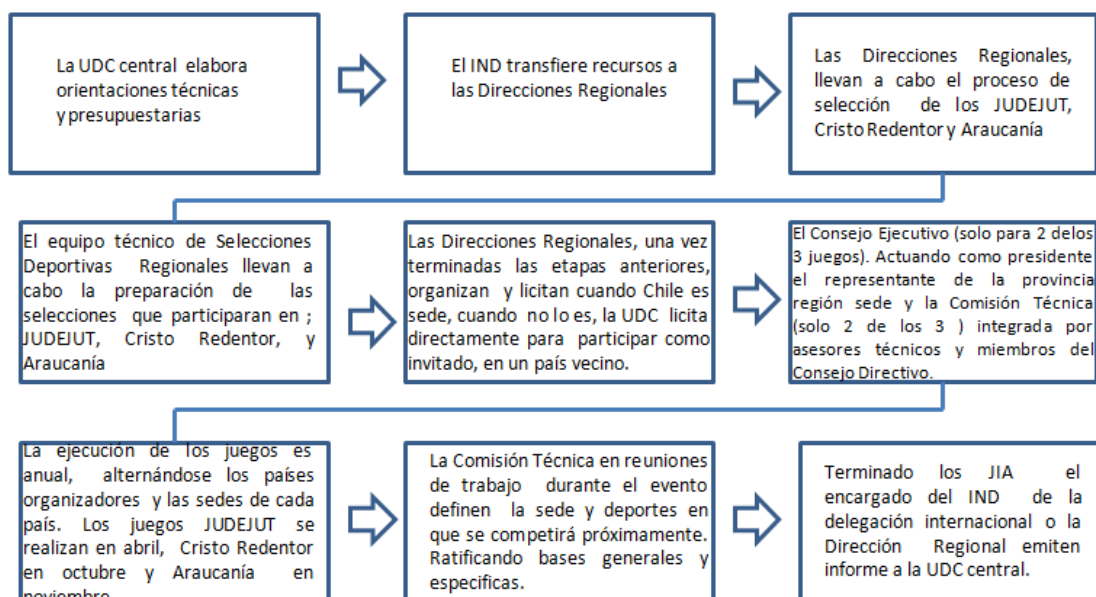 La UDC central elabora
orientaciones técnicas
y presupuestarias
El IND transfiere recursos a
las Direcciones Regionales
Las Direcciones Regionales,
llevan a cabo el proceso de
selección de los JUDEJUT,
Cristo Redentor y Araucanía
El equipo técnico de Selecciones
Deportivas Regionales llevan a
cabo la preparación de las
selecciones que participaran en ;
JUDEJUT, Cristo Redentor, y
Araucanía
Las Direcciones Regionales, una vez
terminadas las etapas anteriores,
organizan y licitan cuando Chile es
sede, cuando no lo es, la UDC licita
directamente para participar como
invitado, en un país vecino.
El Consejo Ejecutivo (solo para 2 delos
3 juegos). Actuando como presidente
el representante de la provincia
región sede y la Comisión Técnica
(solo 2 de los 3 ) integrada por
asesores técnicos y miembros del
Consejo Directivo.
La ejecución de los juegos es
anual, alternándose los países
organizadores y las sedes de cada
país. Los juegos JUDEJUT se
realizan en abril, Cristo Redentor
en octubre y Araucanía en
noviembre
La Comisión Técnica en reuniones
de trabajo durante el evento
definen la sede y deportes en
que se competirá próximamente.
Ratificando bases generales y
especificas.
Terminado los JIA el
encargado del IND de la
delegación internacional o la
Dirección Regional emiten
informe a la UDC central.